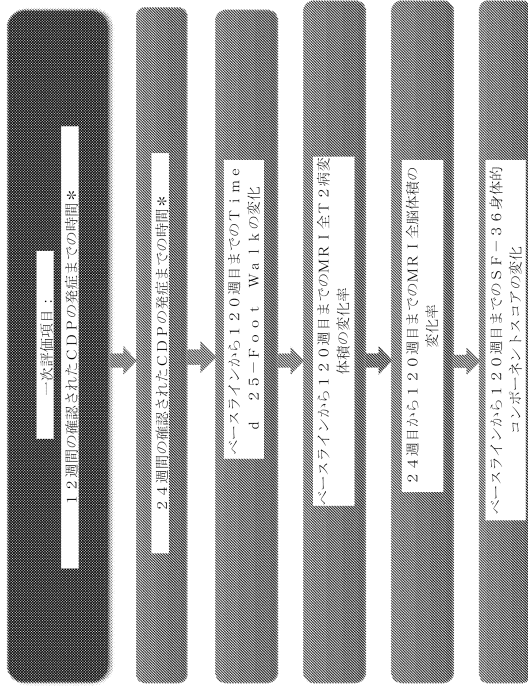 一次評価項目：
１２週間の確認されたＣＤＰの発症までの時間＊
２４週間の確認されたＣＤＰの発症までの時間＊
ベースラインから１２０週目までのＴｉｍｅ
ｄ　２５－Ｆｏｏｔ　Ｗａｌｋの変化
ベースラインから１２０週目までのＭＲＩ全Ｔ２病変
体積の変化率
２４週目から１２０週目までのＭＲＩ全脳体積の
変化率
ベースラインから１２０週目までのＳＦ－３６身体的
コンポーネントスコアの変化